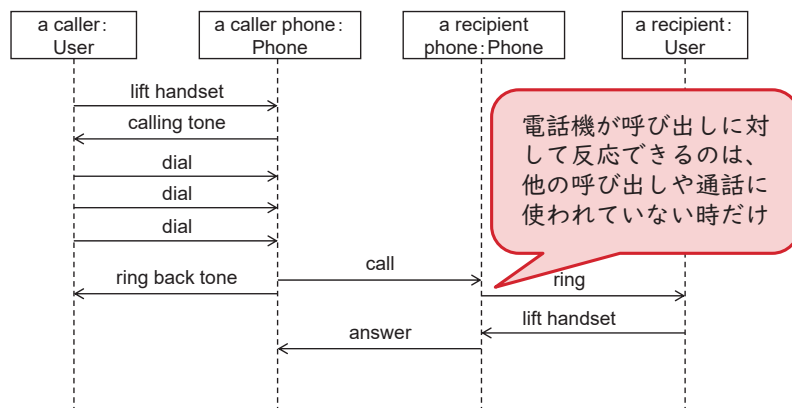 a caller:
User
a caller phone:
Phone
a recipient
phone:Phone
a recipient:
User
lift handset
calling tone
dial
dial
dial
call
ring back tone
ring
lift handset
answer
電話機が呼び出しに対
して反応できるのは、
他の呼び出しや通話に
使われていない時だけ